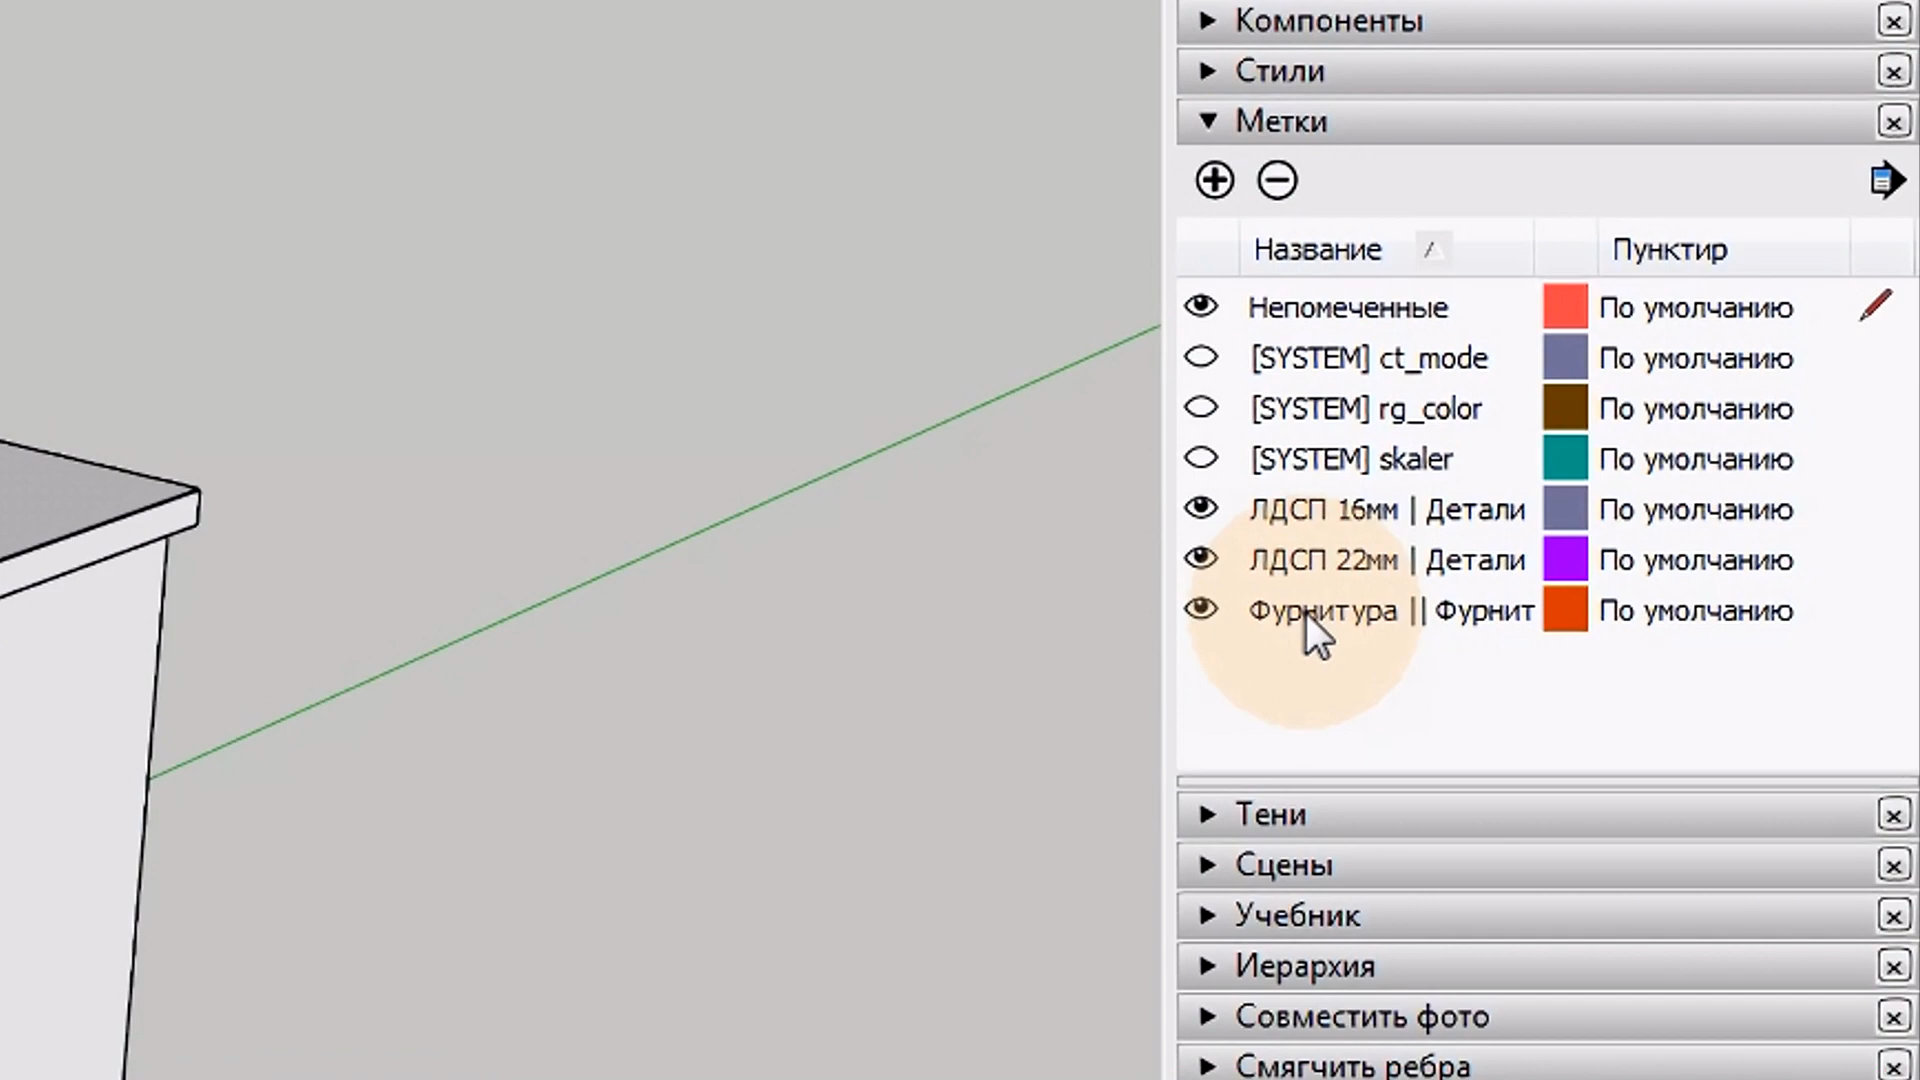 Компоненты
Стили
Метки
Название Пунктир
Непомеченные По умолчанию
[SYSTEM] ct_mode По умолчанию
[SYSTEM] rg_color По умолчанию
[SYSTEM] skaler По умолчанию
ЛДСП 16мм | Детали По умолчанию
ЛДСП 22мм | Детали По умолчанию
Фурнитура || Фурнит По умолчанию
Тени
Сцены
Учебник
Иерархия
Совместить фото
Смягчить ребра